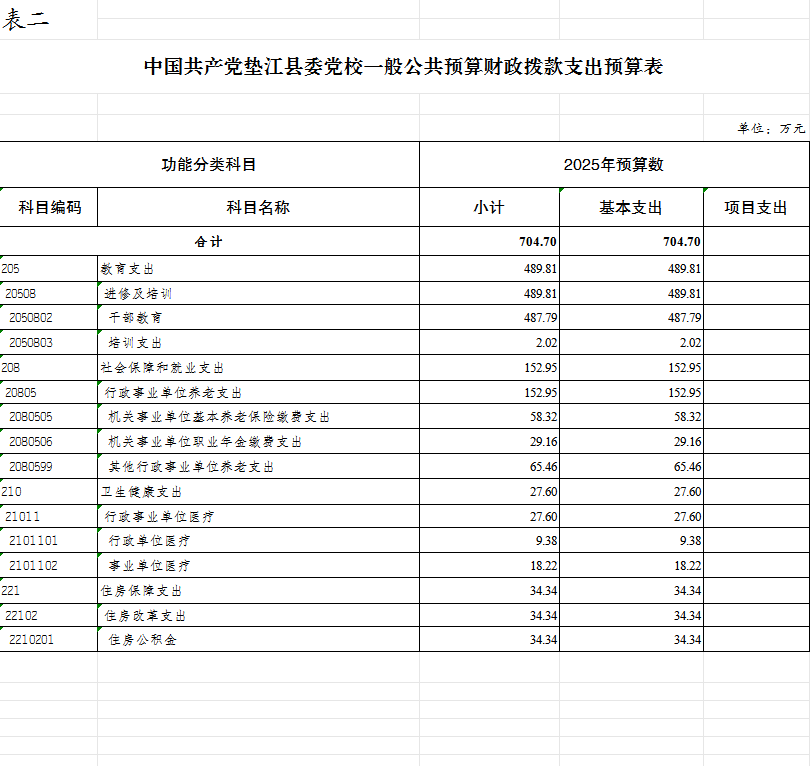 表二
中国共产党垫江县委党校一般公共预算财政拨款支出预算表
单位：万元
功能分类科目 2025年预算数
科目编码 科目名称 小计 基本支出 项目支出
合计 704.70 704.70
205 教育支出 489.81 489.81
20508 进修及培训 489.81 489.81
2050802 干部教育 487.79 487.79
2050803 培训支出 2.02 2.02
208 社会保障和就业支出 152.95 152.95
20805 行政事业单位养老支出 152.95 152.95
2080505 机关事业单位基本养老保险缴费支出 58.32 58.32
2080506 机关事业单位职业年金缴费支出 29.16 29.16
2080599 其他行政事业单位养老支出 65.46 65.46
210 卫生健康支出 27.60 27.60
21011 行政事业单位医疗 27.60 27.60
2101101 行政单位医疗 9.38 9.38
2101102 事业单位医疗 18.22 18.22
221 住房保障支出 34.34 34.34
22102 住房改革支出 34.34 34.34
2210201 住房公积金 34.34 34.34